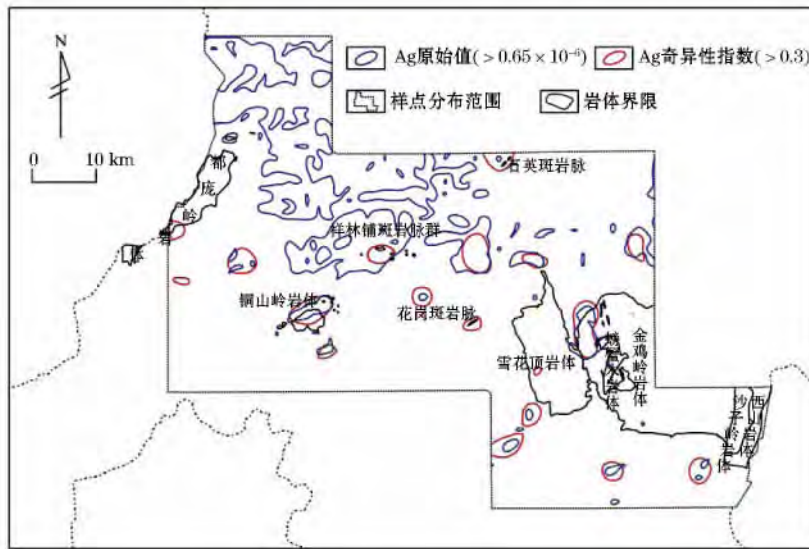 N
0 10 km
Ag原始值(>0.65×10⁻⁶)
Ag奇异性指数(>0.3)
样点分布范围
岩体界限
都
庞
岭
岩
体
石英斑岩脉
祥林铺斑岩脉群
铜山岭岩体
花岗斑岩脉
雪花顶岩体
金鸡岭岩体
沙子岭岩体
西山岩体